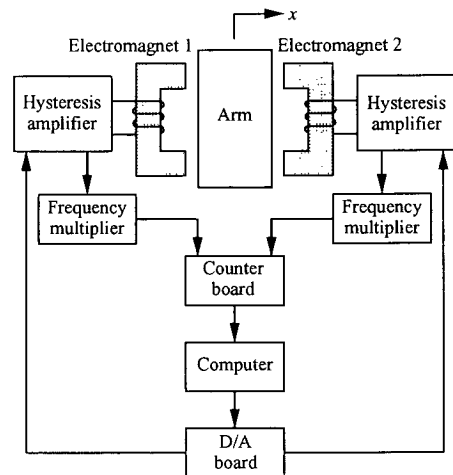 x
Electromagnet 1
Electromagnet 2
Hysteresis
amplifier
Arm
Hysteresis
amplifier
Frequency
multiplier
Frequency
multiplier
Counter
board
Computer
D/A
board